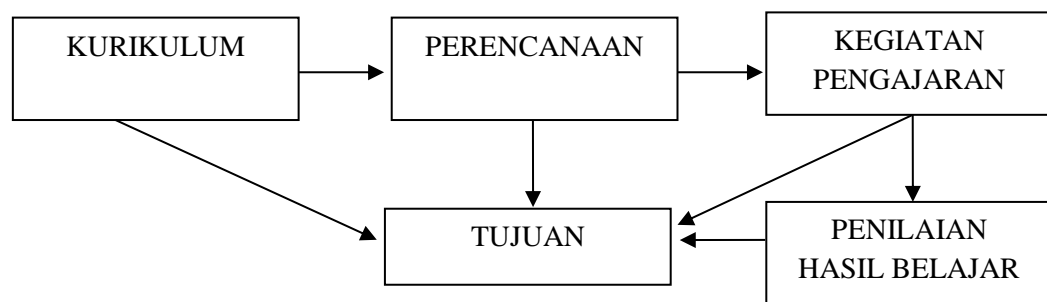 KURIKULUM
PERENCANAAN
KEGIATAN
PENGAJARAN
TUJUAN
PENILAIAN
HASIL BELAJAR